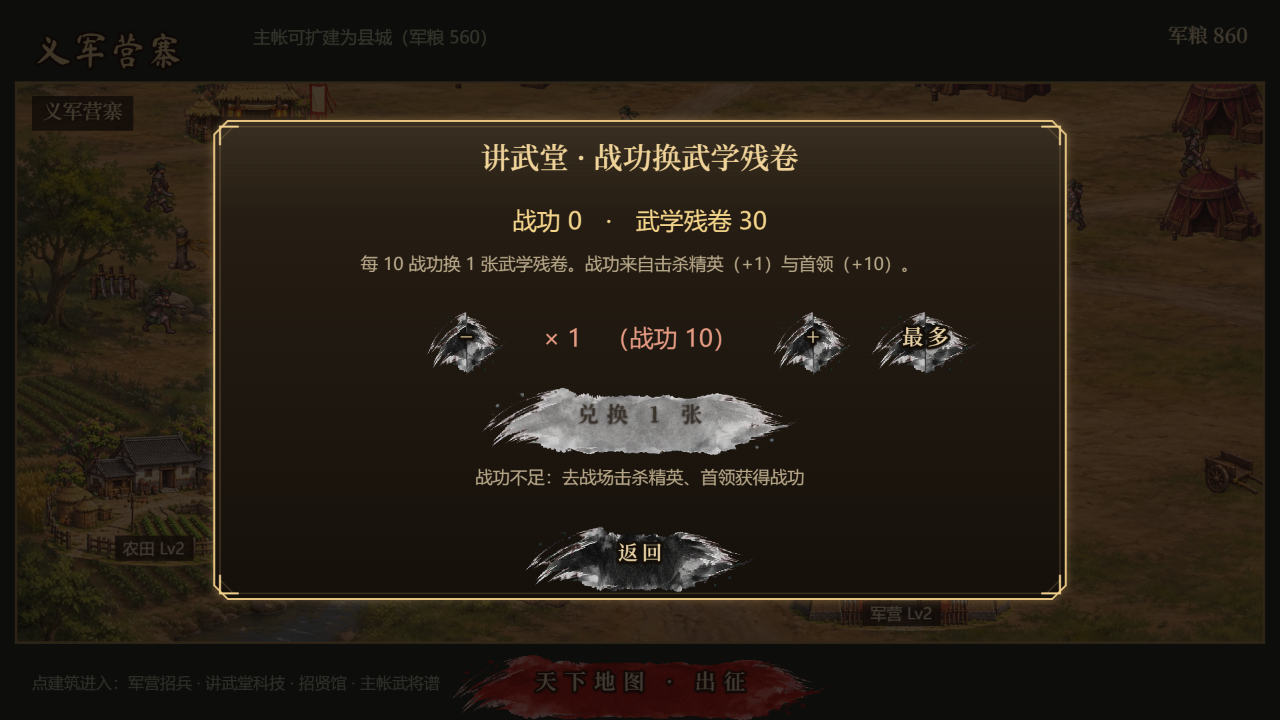 义军营寨
主帐可扩建为县城（军粮 560）
军粮 860
义军营寨
讲武堂 · 战功换武学残卷
战功 0 · 武学残卷 30
每 10 战功换 1 张武学残卷。战功来自击杀精英（+1）与首领（+10）。
− × 1 （战功 10） + 最多
兑换 1 张
战功不足：去战场击杀精英、首领获得战功
农田 Lv2
返回
军营 Lv2
点建筑进入：军营招兵 · 讲武堂科技 · 招贤馆 · 主帐武将谱
天下地图 · 出征